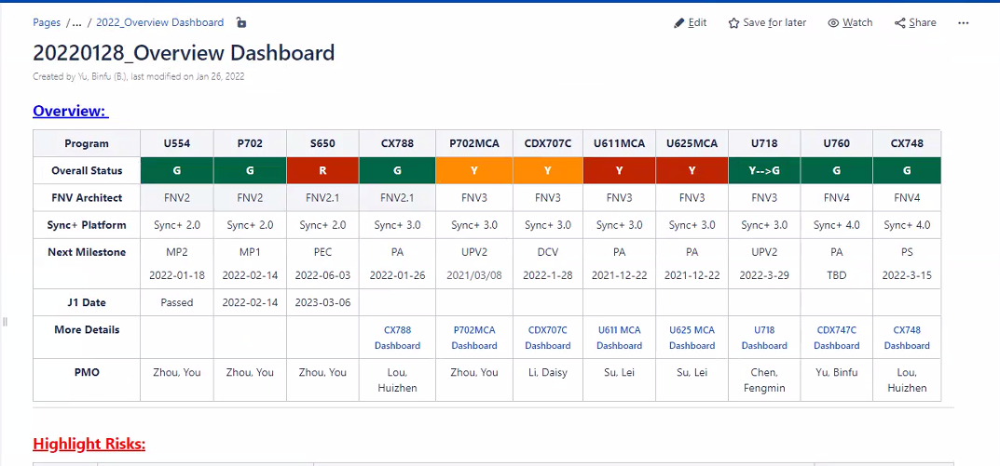 Pages /... / 2022_Overview Dashboard
Edit Save for later Watch Share ...
20220128_Overview Dashboard
Created by Yu, Binfu (B.), last modified on Jan 26, 2022
Overview:
Program U554 P702 S650 CX788 P702MCA CDX707C U611MCA U625MCA U718 U760 CX748
Overall Status G G R G Y Y Y Y Y-->G G G
FNV Architect FNV2 FNV2 FNV2.1 FNV2.1 FNV3 FNV3 FNV3 FNV3 FNV3 FNV4 FNV4
Sync+ Platform Sync+ 2.0 Sync+ 2.0 Sync+ 2.0 Sync+ 3.0 Sync+ 3.0 Sync+ 3.0 Sync+ 3.0 Sync+ 3.0 Sync+ 3.0 Sync+ 4.0 Sync+ 4.0
Next Milestone MP2 MP1 PEC PA UPV2 DCV PA PA UPV2 PA PS
2022-01-18 2022-02-14 2022-06-03 2022-01-26 2021/03/08 2022-1-28 2021-12-22 2021-12-22 2022-3-29 TBD 2022-3-15
J1 Date Passed 2022-02-14 2023-03-06
More Details CX788 P702MCA CDX707C U611 MCA U625 MCA U718 CDX747C CX748
Dashboard Dashboard Dashboard Dashboard Dashboard Dashboard Dashboard Dashboard
PMO Zhou, You Zhou, You Zhou, You Lou, Zhou, You Li, Daisy Su, Lei Su, Lei Chen, Yu, Binfu Lou,
Huizhen Fengmin Huizhen
Highlight Risks: